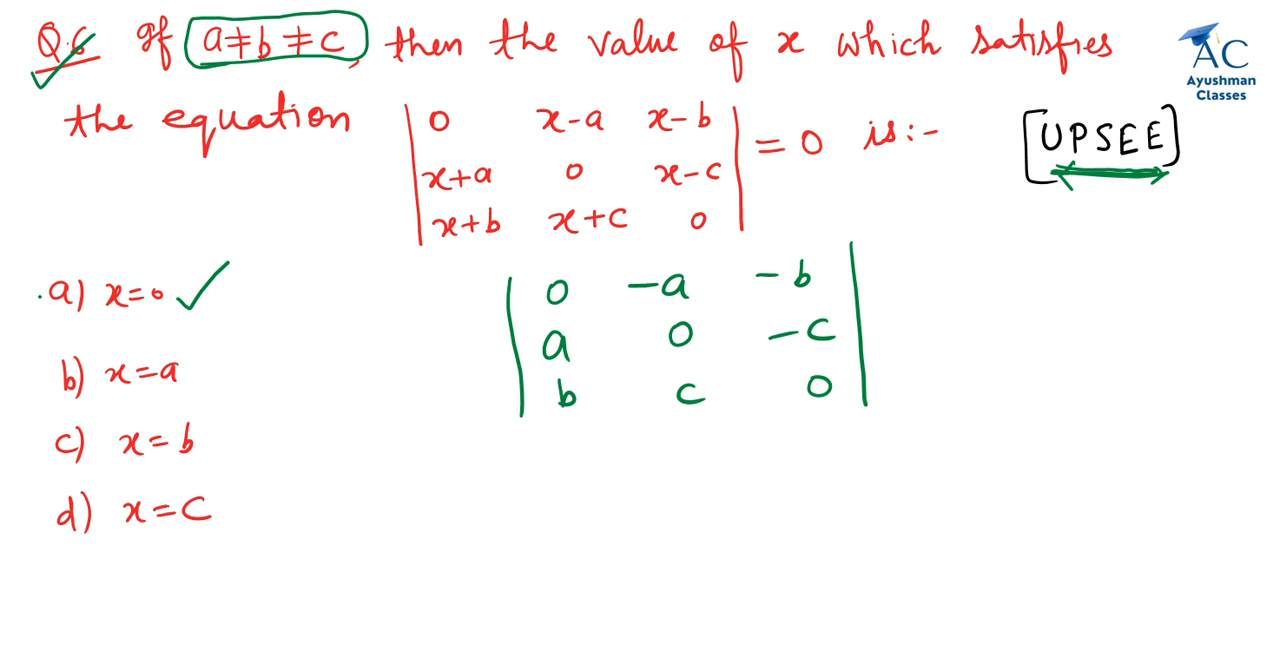 Q.6 If a≠b≠c, then the value of x which satisfies
AC
Ayushman
Classes
the equation | 0 x-a x-b | = 0 is:-
| x+a 0 x-c |
| x+b x+c 0 |
[UPSEE]
.a) x=0 ✓
b) x=a
c) x=b
d) x=c
| 0 -a -b |
| a 0 -c |
| b c 0 |